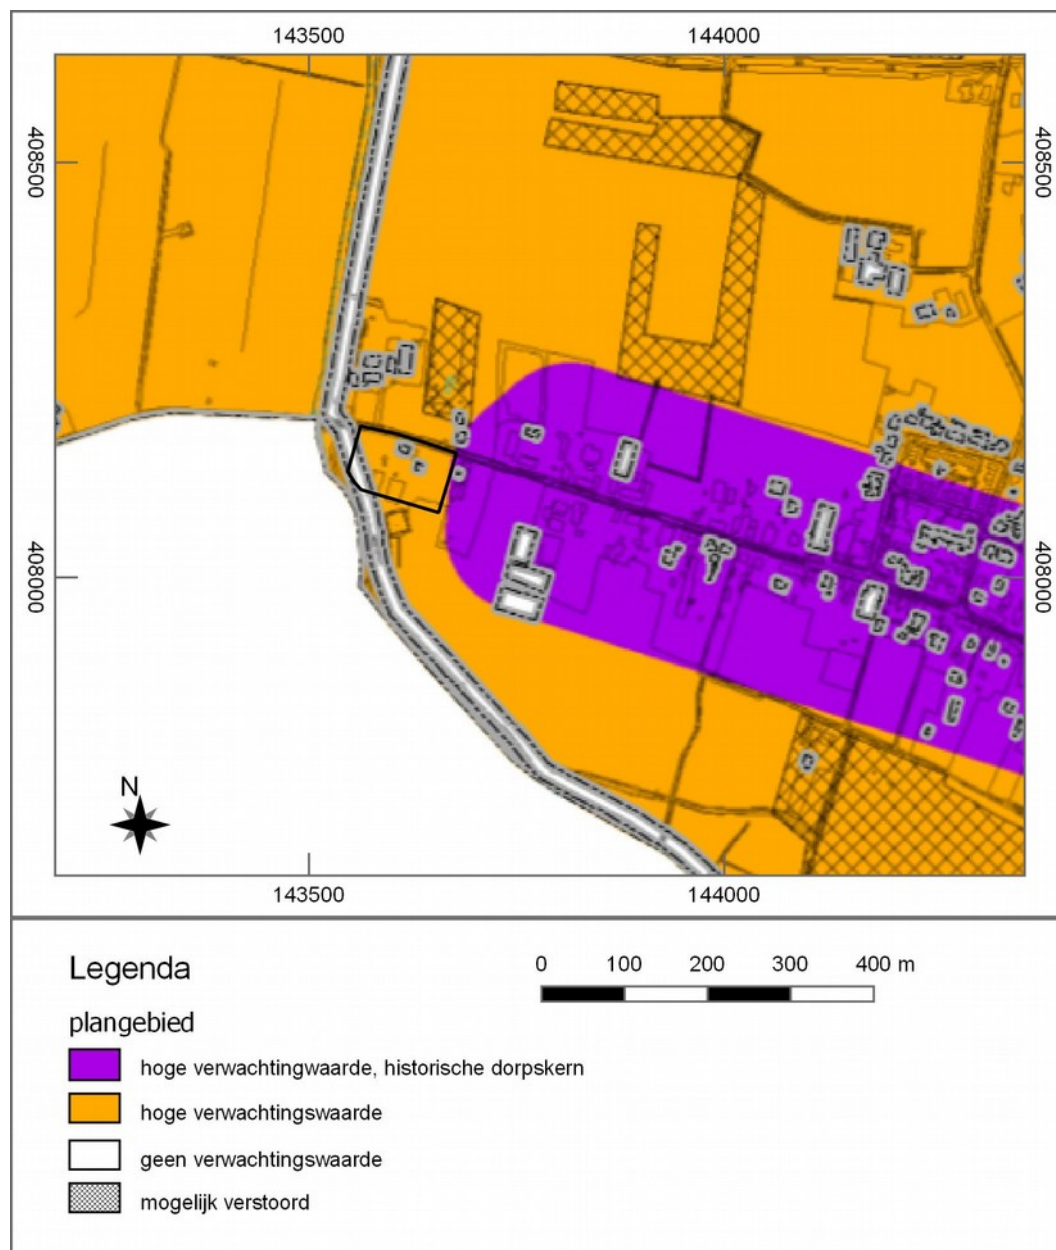 143500 144000
408500 408500
408000 408000
N
143500 144000
Legenda
0 100 200 300 400 m
plangebied
hoge verwachtingwaarde, historische dorpskern
hoge verwachtingswaarde
geen verwachtingswaarde
mogelijk verstoord